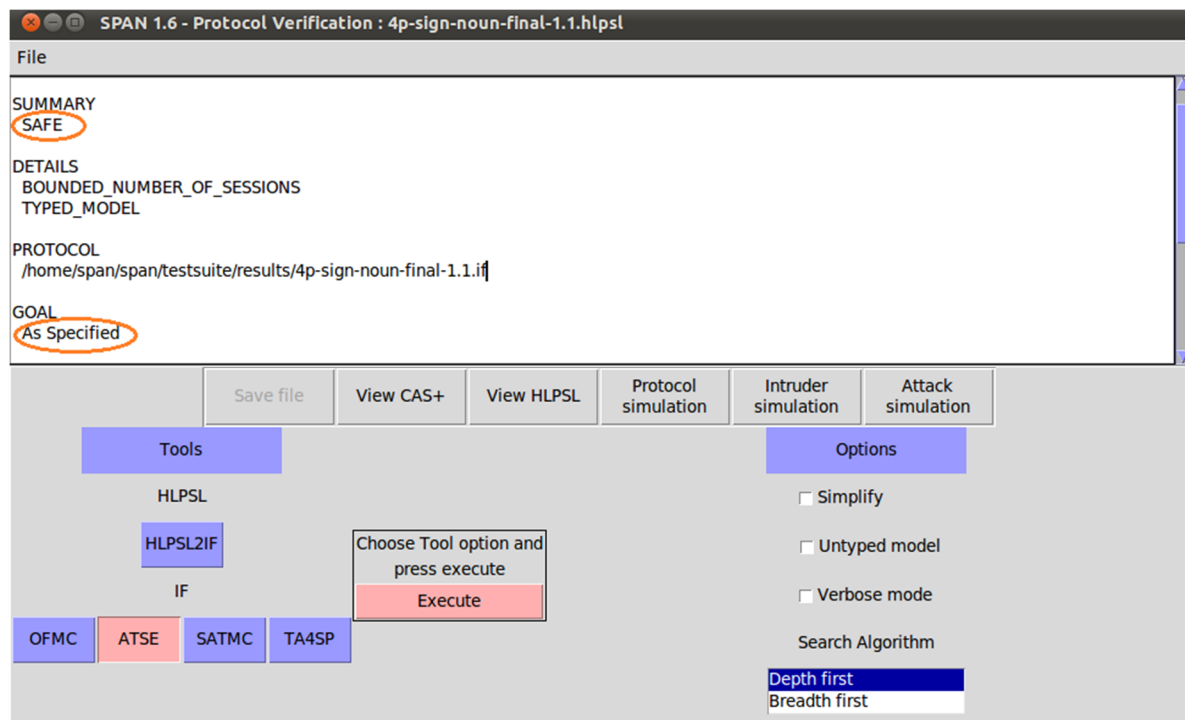 SPAN 1.6 - Protocol Verification : 4p-sign-noun-final-1.1.hlpsl
File
SUMMARY
SAFE
DETAILS
BOUNDED_NUMBER_OF_SESSIONS
TYPED_MODEL
PROTOCOL
/home/span/span/testsuite/results/4p-sign-noun-final-1.1.if
GOAL
As Specified
Save file
View CAS+
View HLPSL
Protocol
simulation
Intruder
simulation
Attack
simulation
Tools
HLPSL
HLPSL2IF
IF
OFMC
ATSE
SATMC
TA4SP
Choose Tool option and
press execute
Execute
Options
Simplify
Untyped model
Verbose mode
Search Algorithm
Depth first
Breadth first